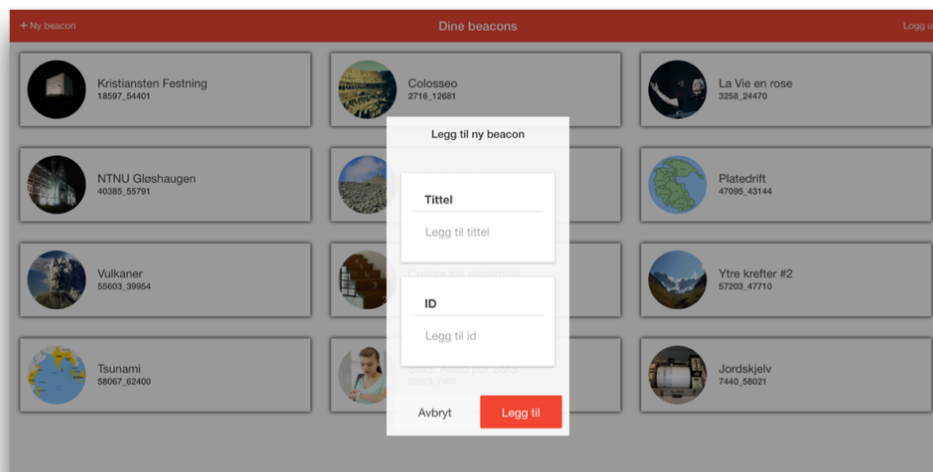 + Ny beacon
Dine beacons
Logg u
Kristiansten Festning
18597_54401
Colosseo
2716_12681
La Vie en rose
3258_24470
NTNU Gløshaugen
40385_55791
Platedrift
47095_43144
Vulkaner
55603_39954
Ytre krefter #2
57203_47710
Tsunami
58067_62400
Jordskjelv
7440_58021
Legg til ny beacon
Tittel
Legg til tittel
ID
Legg til id
Avbryt
Legg til